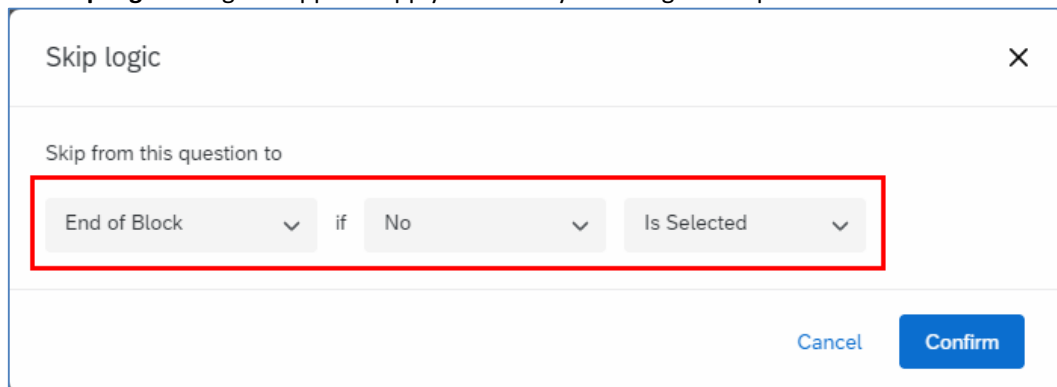 Skip logic
Skip from this question to
End of Block if No Is Selected
Cancel Confirm